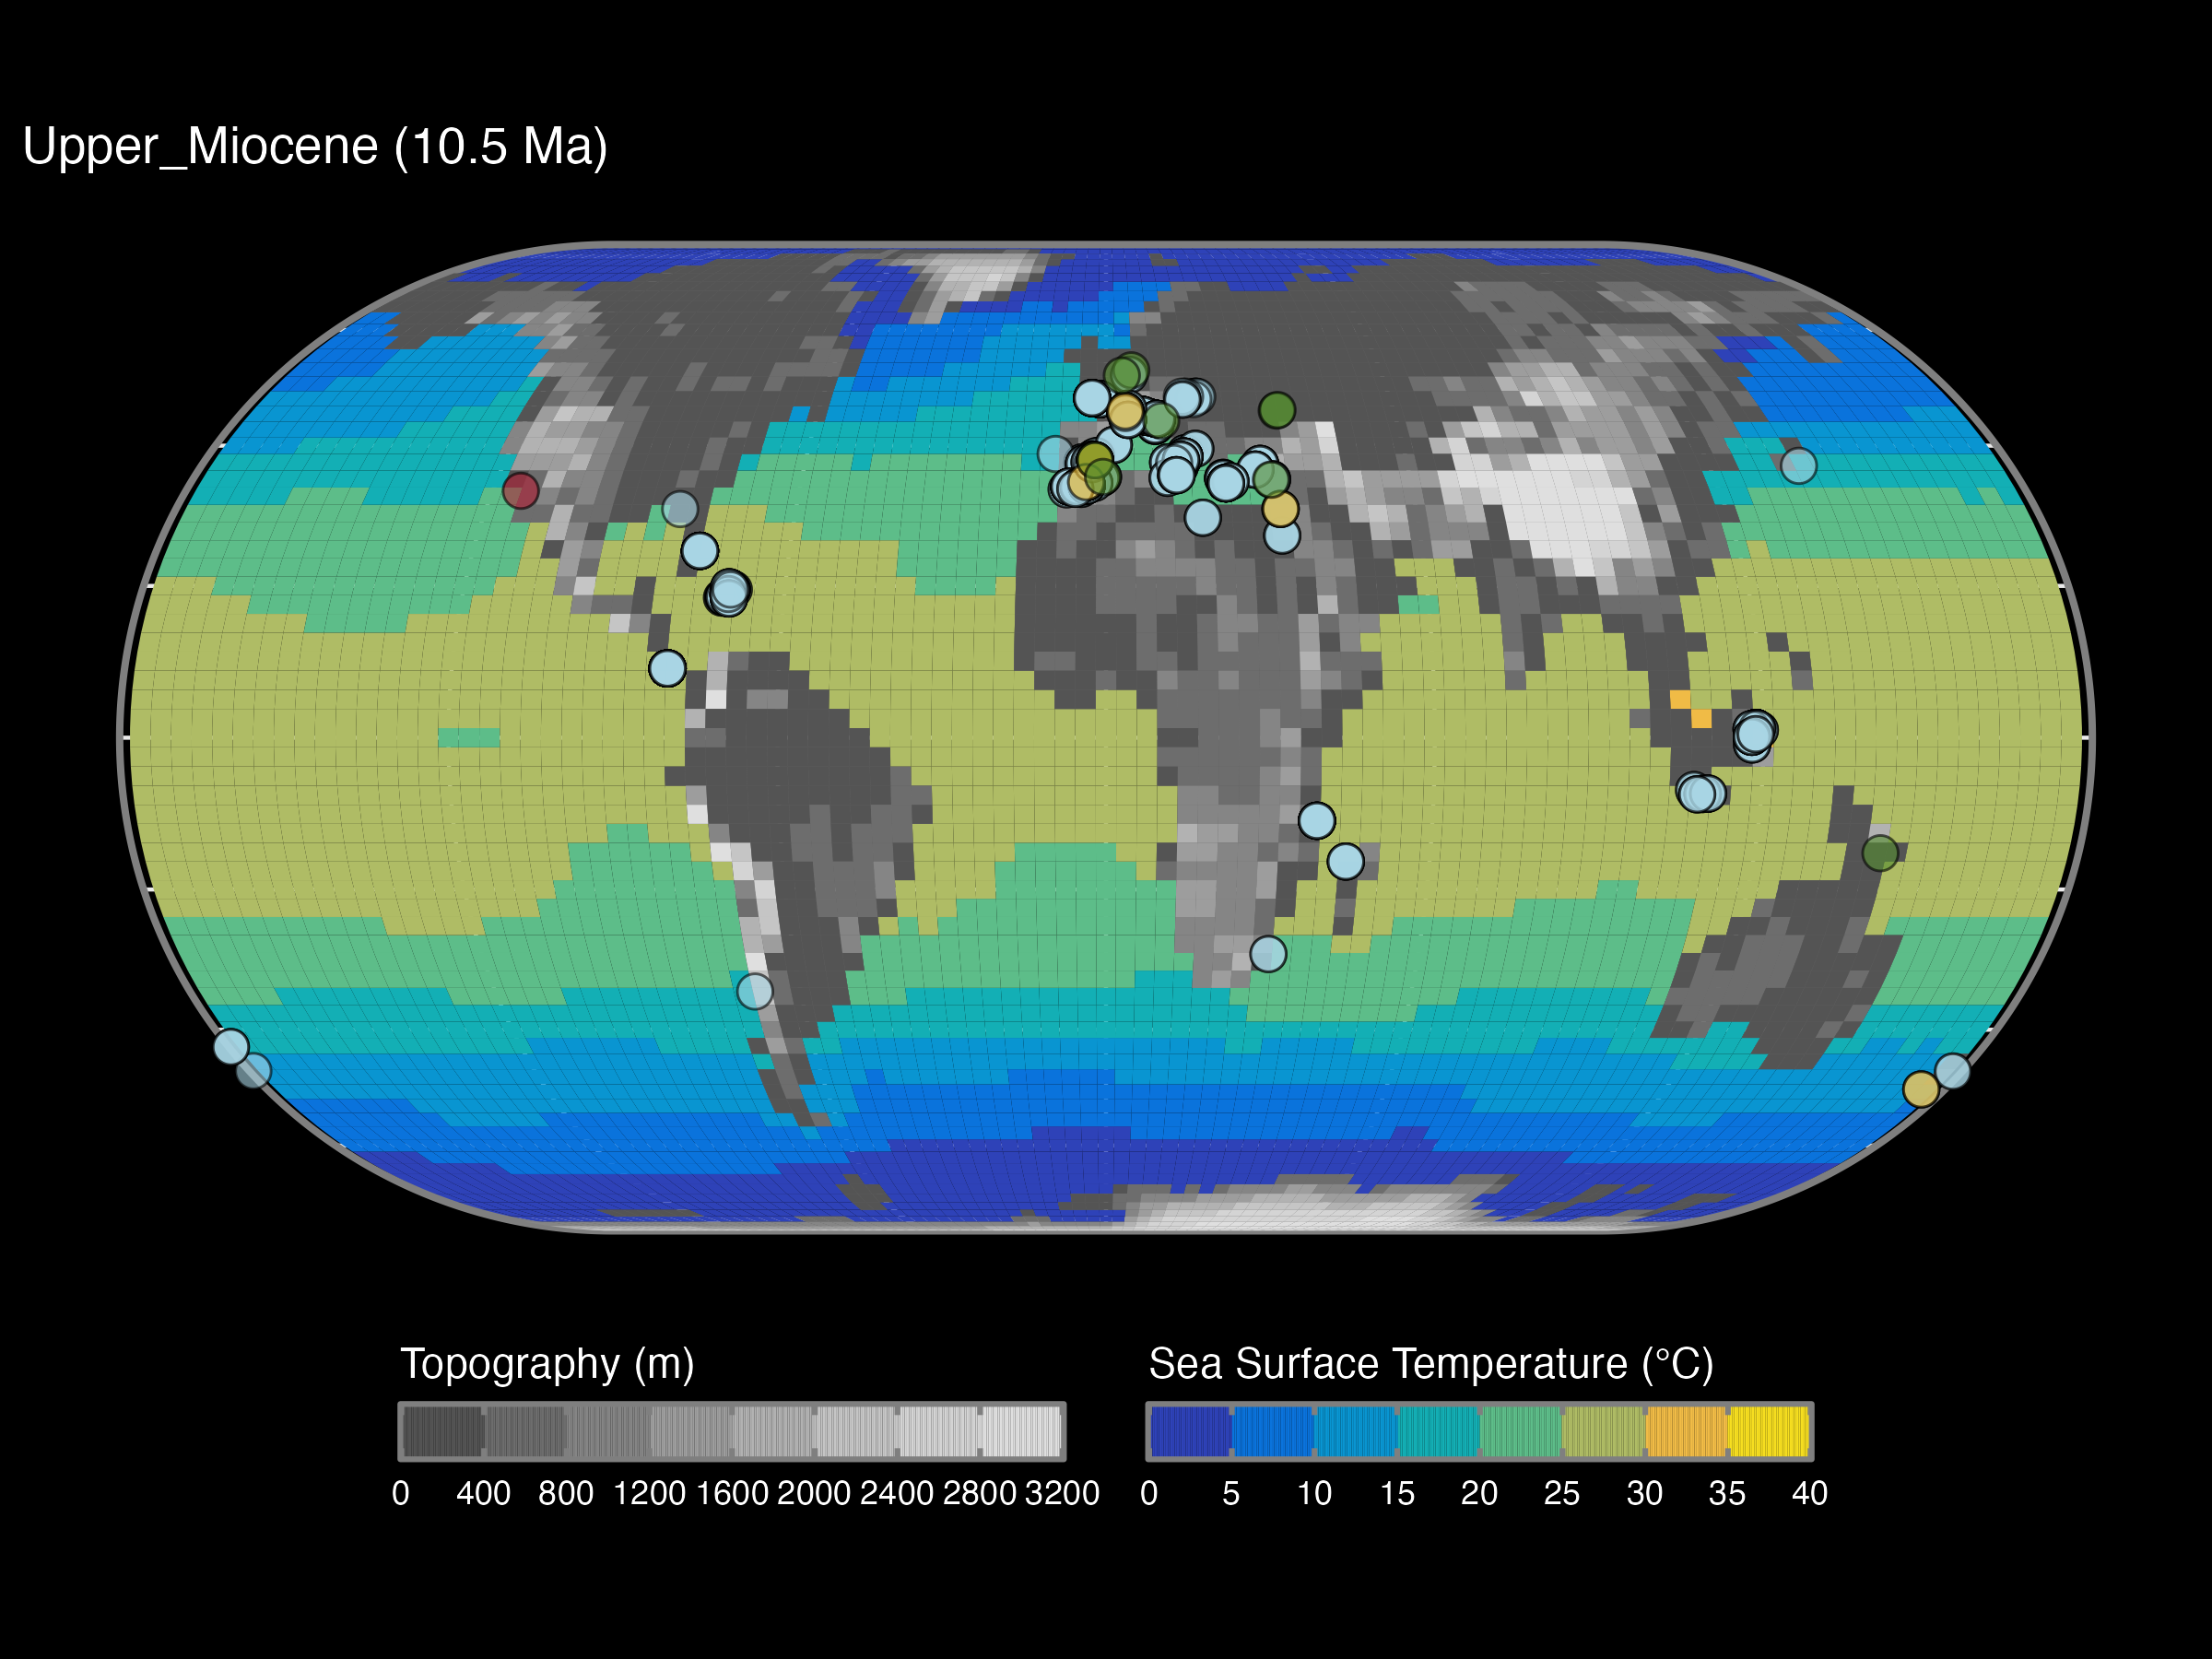 Upper_Miocene (10.5 Ma)
Topography (m)
0 400 800 1200 1600 2000 2400 2800 3200
Sea Surface Temperature (°C)
0 5 10 15 20 25 30 35 40